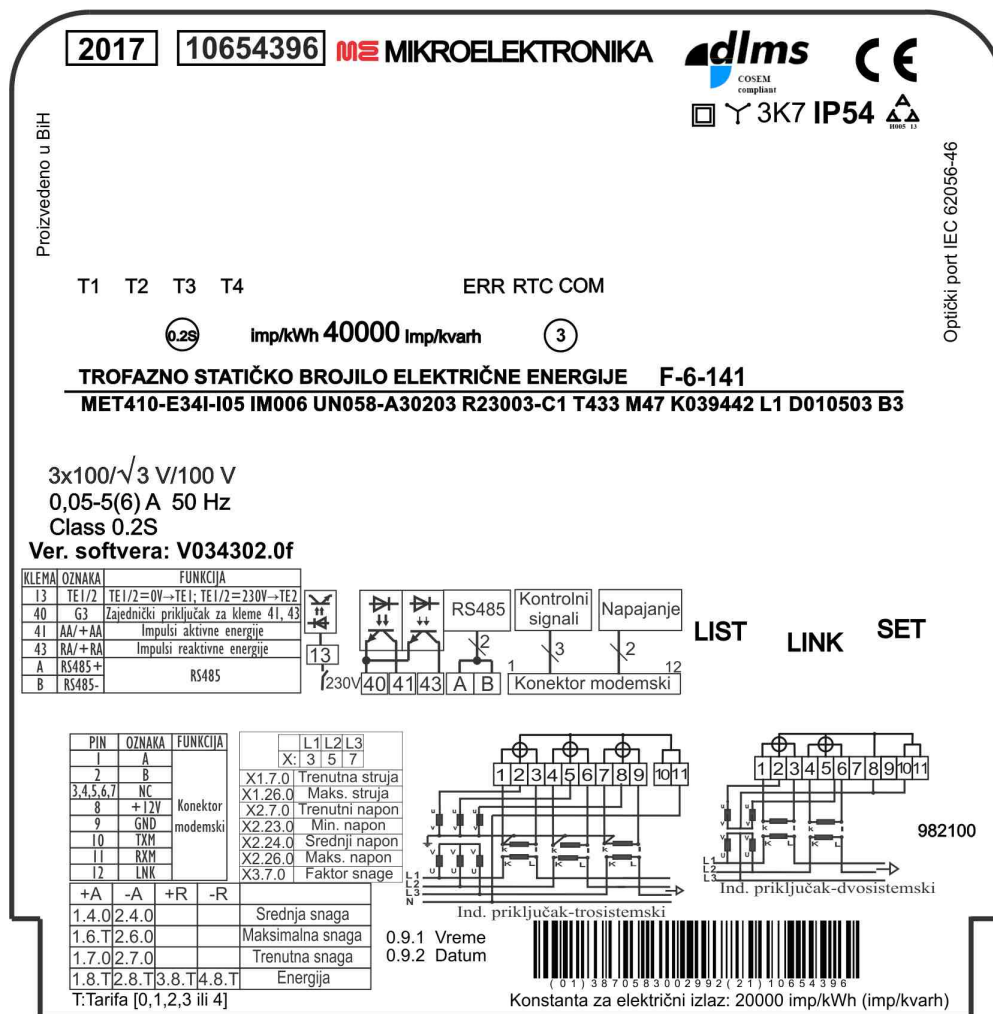 2017 10654396 MIKROELEKTRONIKA dlms
COSEM
compliant
CE
3K7 IP54
И005 13
Proizvedeno u BiH
Optički port IEC 62056-46
T1 T2 T3 T4 ERR RTC COM
0.2S imp/kWh 40000 Imp/kvarh 3
TROFAZNO STATIČKO BROJILO ELEKTRIČNE ENERGIJE F-6-141
MET410-E34I-I05 IM006 UN058-A30203 R23003-C1 T433 M47 K039442 L1 D010503 B3
3x100/√3 V/100 V
0,05-5(6) A 50 Hz
Class 0.2S
Ver. softvera: V034302.0f
KLEMA OZNAKA FUNKCIJA
13 TE1/2 TE1/2=0V→TE1; TE1/2=230V→TE2
40 G3 Zajednički priključak za kleme 41, 43
41 AA/+AA Impulsi aktivne energije
43 RA/+RA Impulsi reaktivne energije
A RS485+ RS485
B RS485-
13
230V
40 41 43 A B
RS485
2
Kontrolni
signali
3
Napajanje
2
1 12
Konektor modemski
LIST LINK SET
PIN OZNAKA FUNKCIJA
1 A
2 B
3,4,5,6,7 NC
8 +12V Konektor
9 GND modemski
10 TXM
11 RXM
12 LNK
L1 L2 L3
X: 3 5 7
X1.7.0 Trenutna struja
X1.26.0 Maks. struja
X2.7.0 Trenutni napon
X2.23.0 Min. napon
X2.24.0 Srednji napon
X2.26.0 Maks. napon
X3.7.0 Faktor snage
1 2 3 4 5 6 7 8 9 10 11
u u u
v v v
V V V
U U U
K L K L K L
k l k l k l
L1
L2
L3
N
Ind. priključak-trosistemski
1 2 3 4 5 6 7 8 9 10 11
u u
v v
V V
U U
k l k l
K L K L
L1
L2
L3
Ind. priključak-dvosistemski
982100
+A -A +R -R
1.4.0 2.4.0 Srednja snaga
1.6.T 2.6.0 Maksimalna snaga
1.7.0 2.7.0 Trenutna snaga
1.8.T 2.8.T 3.8.T 4.8.T Energija
T:Tarifa [0,1,2,3 ili 4]
0.9.1 Vreme
0.9.2 Datum
(01)3870583002992(21)10654396
Konstanta za električni izlaz: 20000 imp/kWh (imp/kvarh)